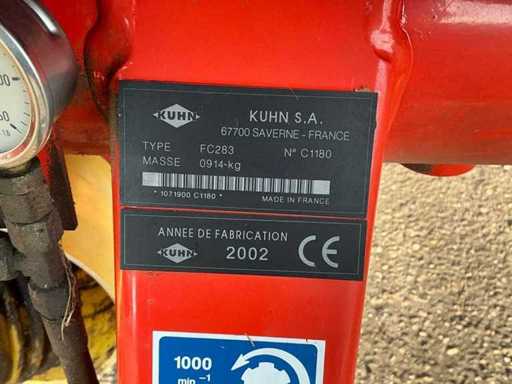 KUHN
KUHN S.A.
67700 SAVERNE - FRANCE
TYPE FC283 N° C1180
MASSE 0914-kg
* 1071900 C1180 *
MADE IN FRANCE
ANNEE DE FABRICATION
KUHN 2002 CE
1000
min⁻¹